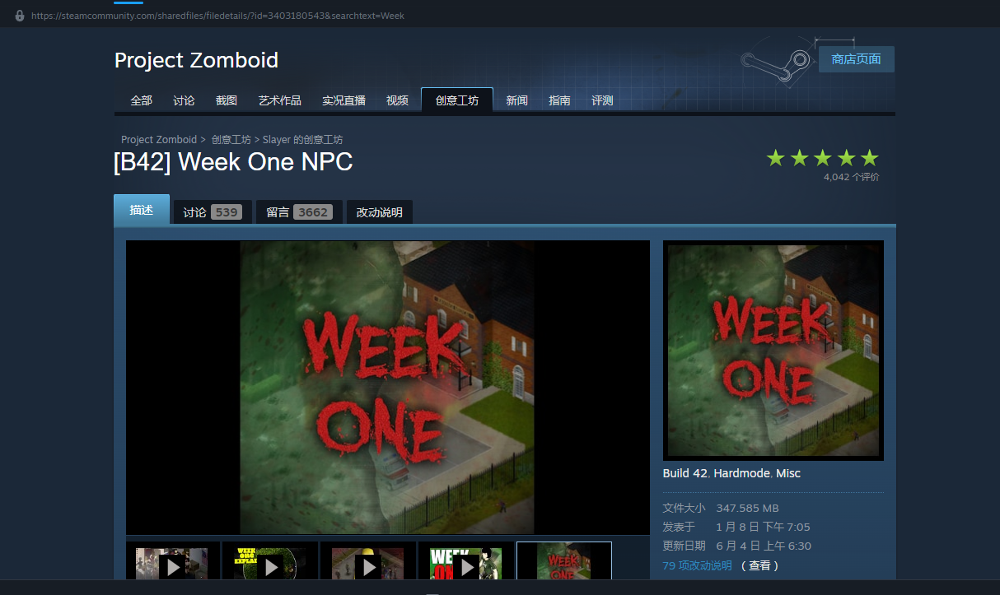 https://steamcommunity.com/sharedfiles/filedetails/?id=3403180543&searchtext=Week
Project Zomboid
商店页面
全部 讨论 截图 艺术作品 实况直播 视频 创意工坊 新闻 指南 评测
Project Zomboid > 创意工坊 > Slayer 的创意工坊
[B42] Week One NPC
4,042 个评价
描述 讨论 539 留言 3662 改动说明
WEEK
ONE
WEEK
ONE
Build 42, Hardmode, Misc
文件大小 347.585 MB
发表于 1 月 8 日 下午 7:05
更新日期 6 月 4 日 上午 6:30
79 项改动说明 ( 查看 )
WEEK
ONE
WEEK
ON
WEEK
ONE